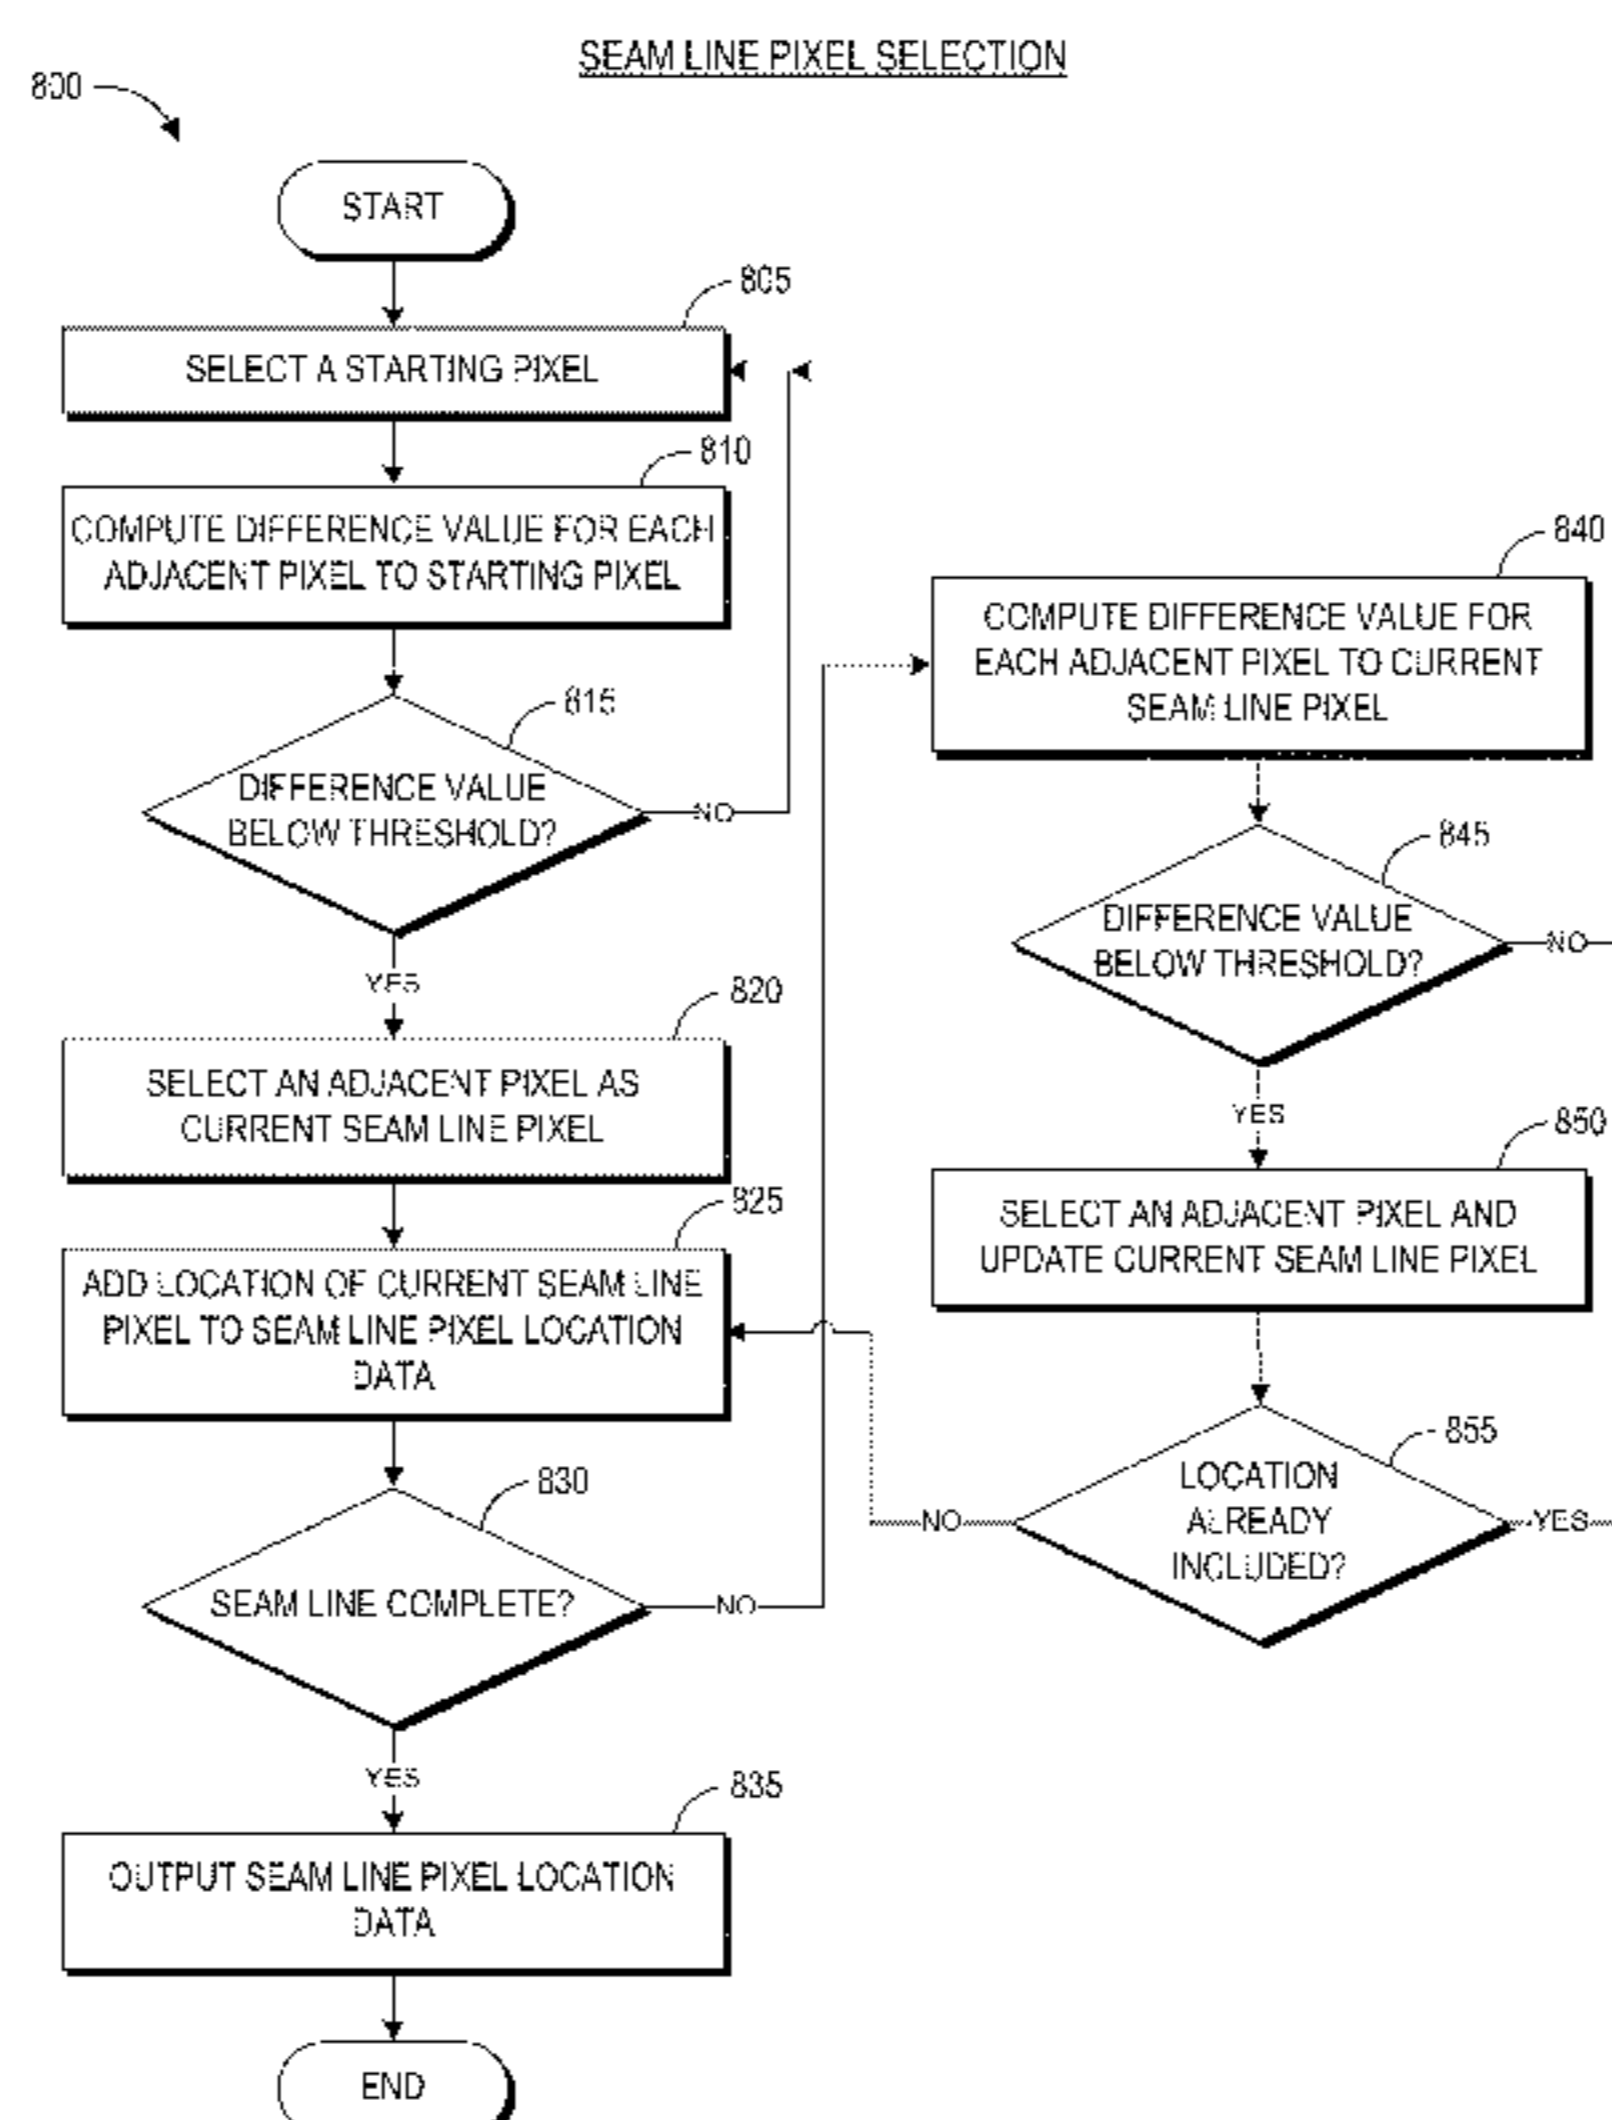 SEAM LINE PIXEL SELECTION
800
START
805
SELECT A STARTING PIXEL
810
COMPUTE DIFFERENCE VALUE FOR EACH
ADJACENT PIXEL TO STARTING PIXEL
815
DIFFERENCE VALUE
BELOW THRESHOLD?
NO
YES
820
SELECT AN ADJACENT PIXEL AS
CURRENT SEAM LINE PIXEL
825
ADD LOCATION OF CURRENT SEAM LINE
PIXEL TO SEAM LINE PIXEL LOCATION
DATA
830
SEAM LINE COMPLETE?
NO
YES
835
OUTPUT SEAM LINE PIXEL LOCATION
DATA
END
840
COMPUTE DIFFERENCE VALUE FOR
EACH ADJACENT PIXEL TO CURRENT
SEAM LINE PIXEL
845
DIFFERENCE VALUE
BELOW THRESHOLD?
NO
YES
850
SELECT AN ADJACENT PIXEL AND
UPDATE CURRENT SEAM LINE PIXEL
855
LOCATION
ALREADY
INCLUDED?
NO
YES